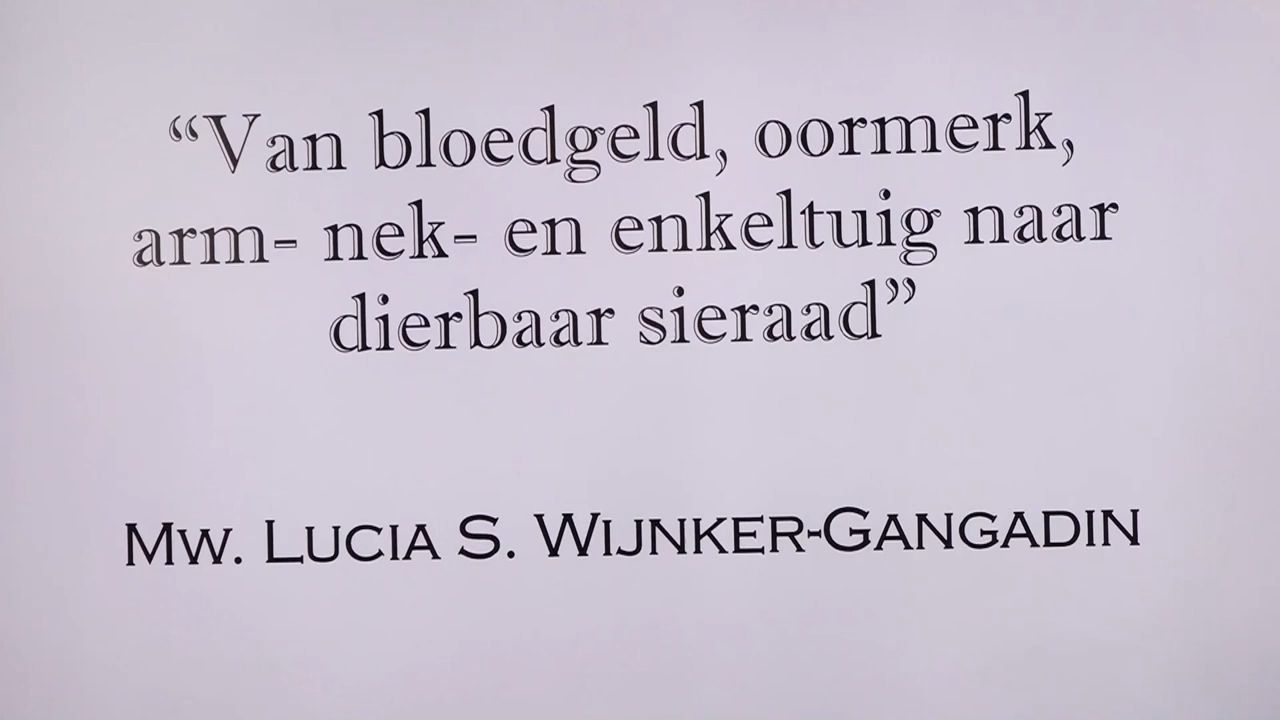 “Van bloedgeld, oormerk,
arm- nek- en enkeltuig naar
dierbaar sieraad”
Mw. Lucia S. Wijnker-Gangadin